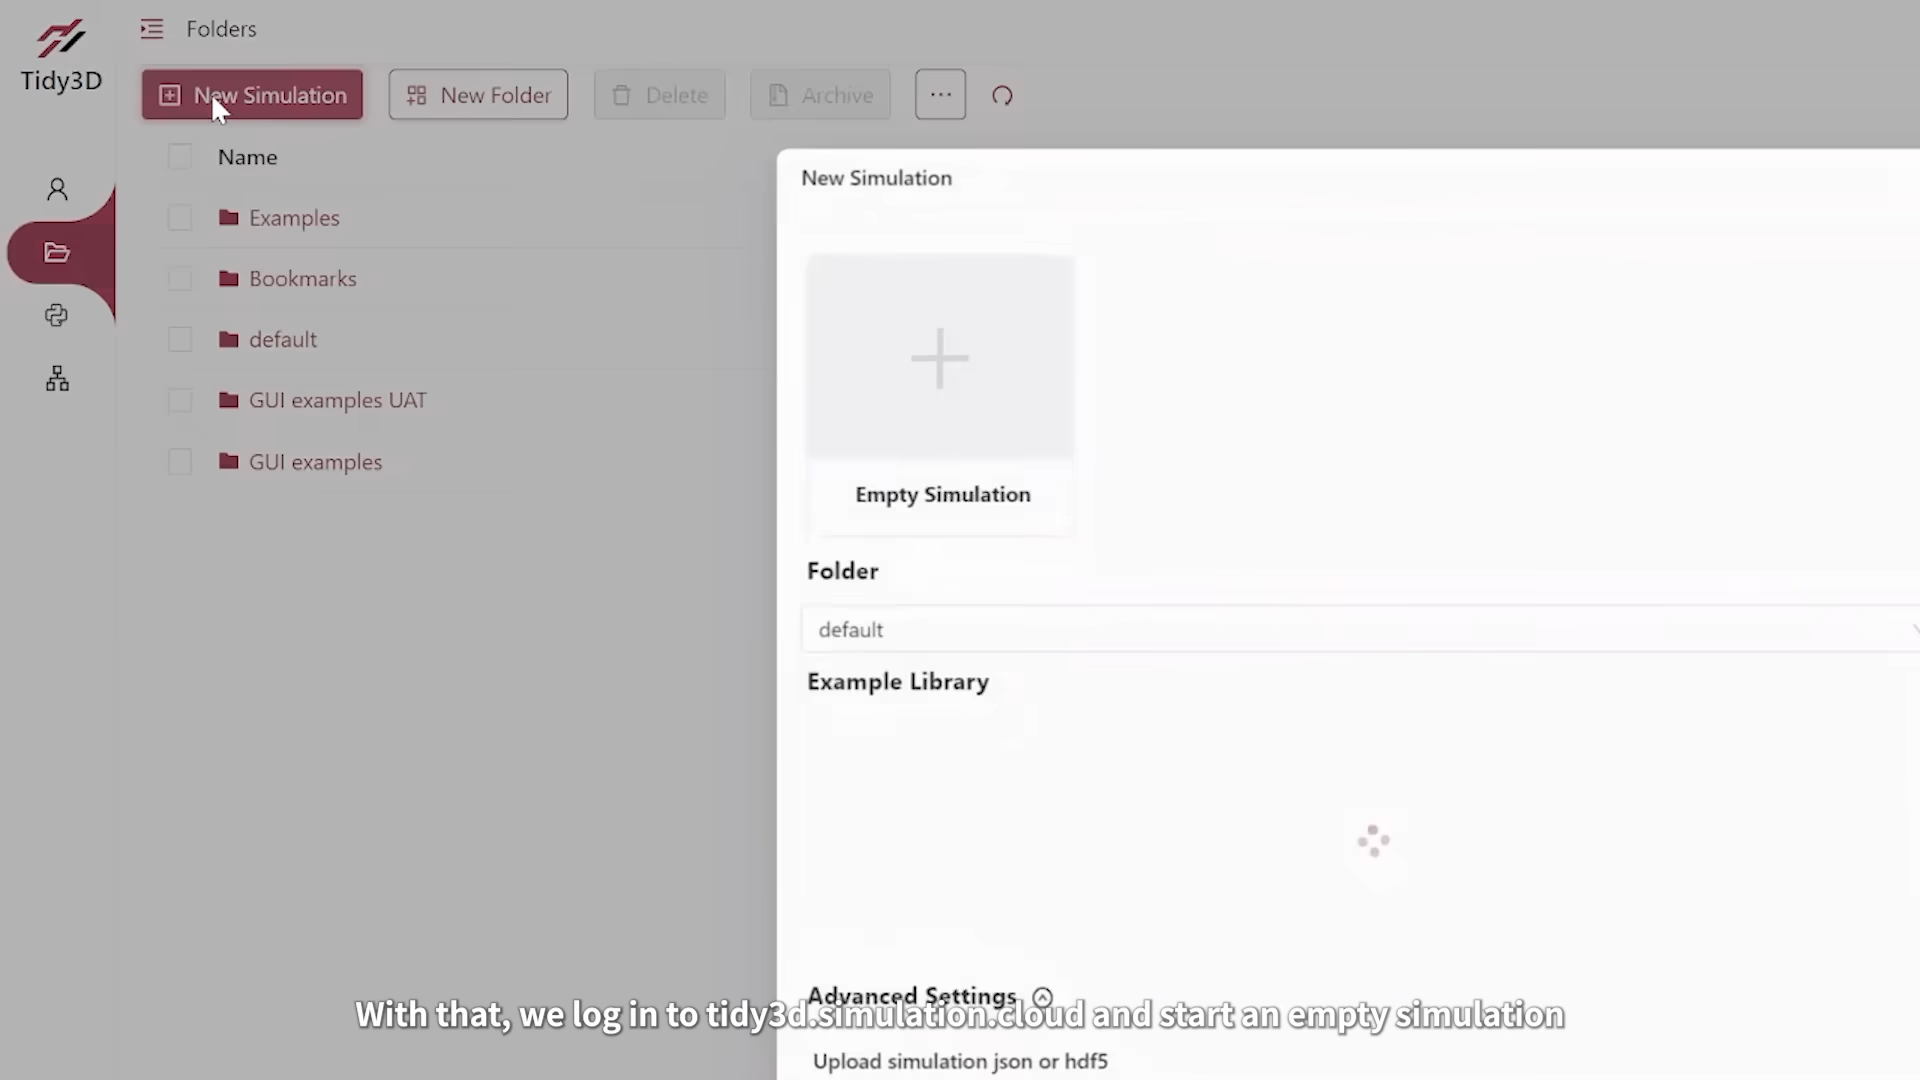 Tidy3D
Folders
New Simulation
New Folder
Delete
Archive
...
Name
Examples
Bookmarks
default
GUI examples UAT
GUI examples
New Simulation
Empty Simulation
Folder
default
Example Library
Advanced Settings
With that, we log in to tidy3d.simulation.cloud and start an empty simulation
Upload simulation json or hdf5